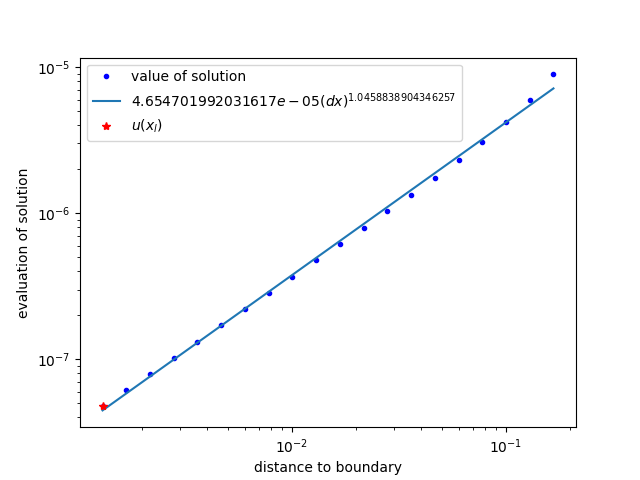 10⁻⁵
value of solution
4.654701992031617e − 05(dx)^1.0458838904346257
u(x_l)
evaluation of solution
10⁻⁶
10⁻⁷
10⁻² 10⁻¹
distance to boundary